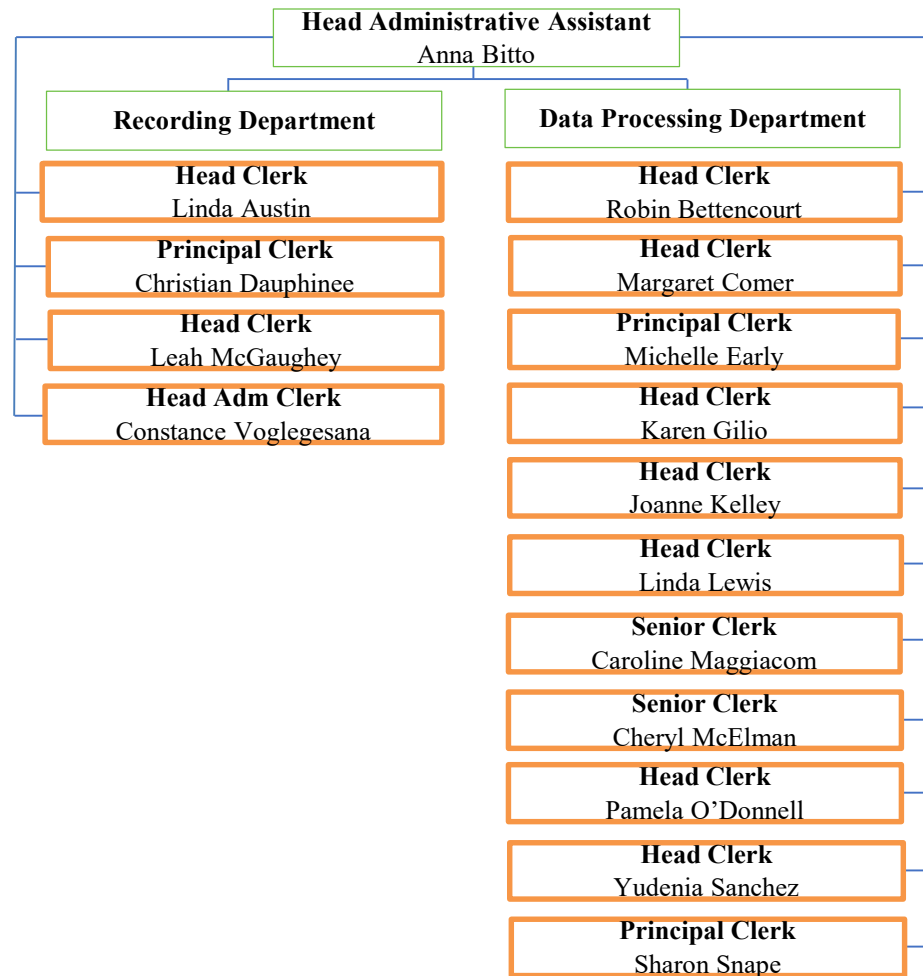 Head Administrative Assistant
Anna Bitto
Recording Department
Head Clerk
Linda Austin
Principal Clerk
Christian Dauphinee
Head Clerk
Leah McGaughey
Head Adm Clerk
Constance Voglegesana
Data Processing Department
Head Clerk
Robin Bettencourt
Head Clerk
Margaret Comer
Principal Clerk
Michelle Early
Head Clerk
Karen Gilio
Head Clerk
Joanne Kelley
Head Clerk
Linda Lewis
Senior Clerk
Caroline Maggiacom
Senior Clerk
Cheryl McElman
Head Clerk
Pamela O’Donnell
Head Clerk
Yudenia Sanchez
Principal Clerk
Sharon Snape